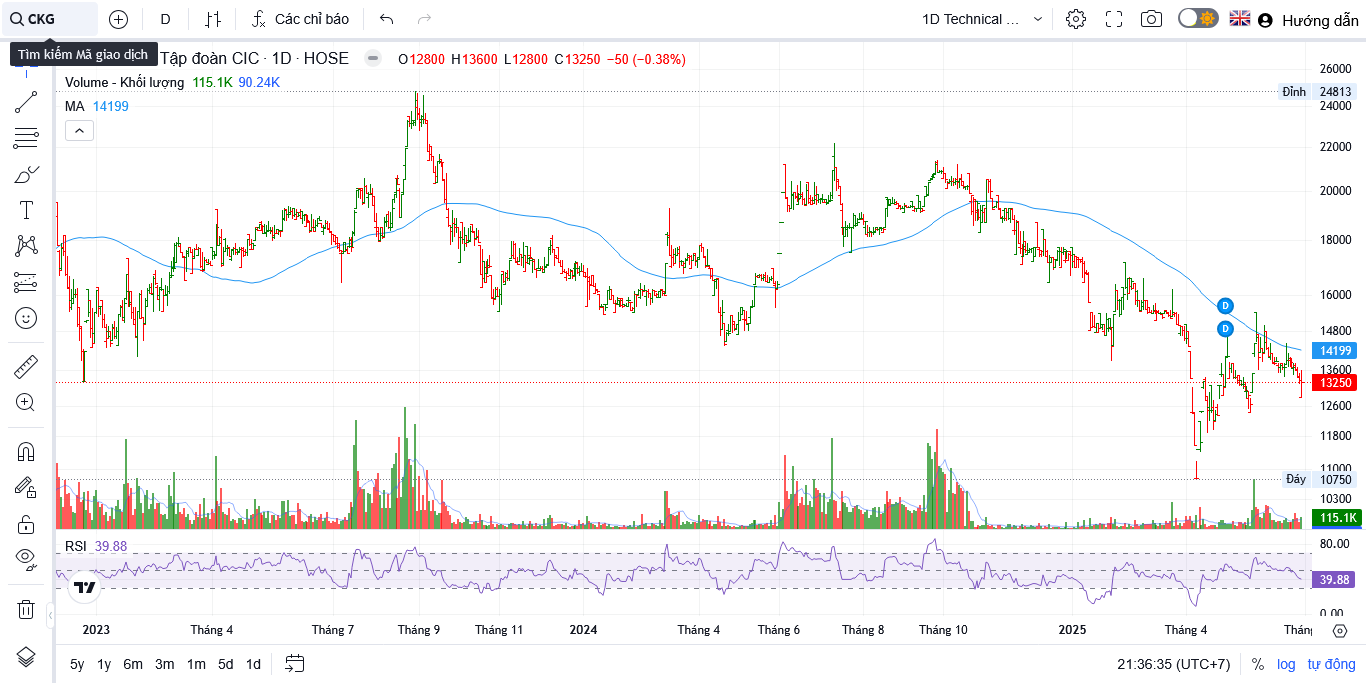 CKG
D
Các chỉ báo
1D Technical ...
Hướng dẫn
Tìm kiếm Mã giao dịch
Tập đoàn CIC · 1D · HOSE
O12800 H13600 L12800 C13250 −50 (−0.38%)
Volume - Khối lượng 115.1K 90.24K
MA 14199
26000
Đỉnh 24813
24000
22000
20000
18000
16000
D
D
14800
14199
13600
13250
12600
11800
11000
Đáy 10750
10300
115.1K
RSI 39.88
80.00
39.88
0.00
2023 Tháng 4 Tháng 7 Tháng 9 Tháng 11 2024 Tháng 4 Tháng 6 Tháng 8 Tháng 10 2025 Tháng 4 Tháng
5y 1y 6m 3m 1m 5d 1d
21:36:35 (UTC+7) % log tự động